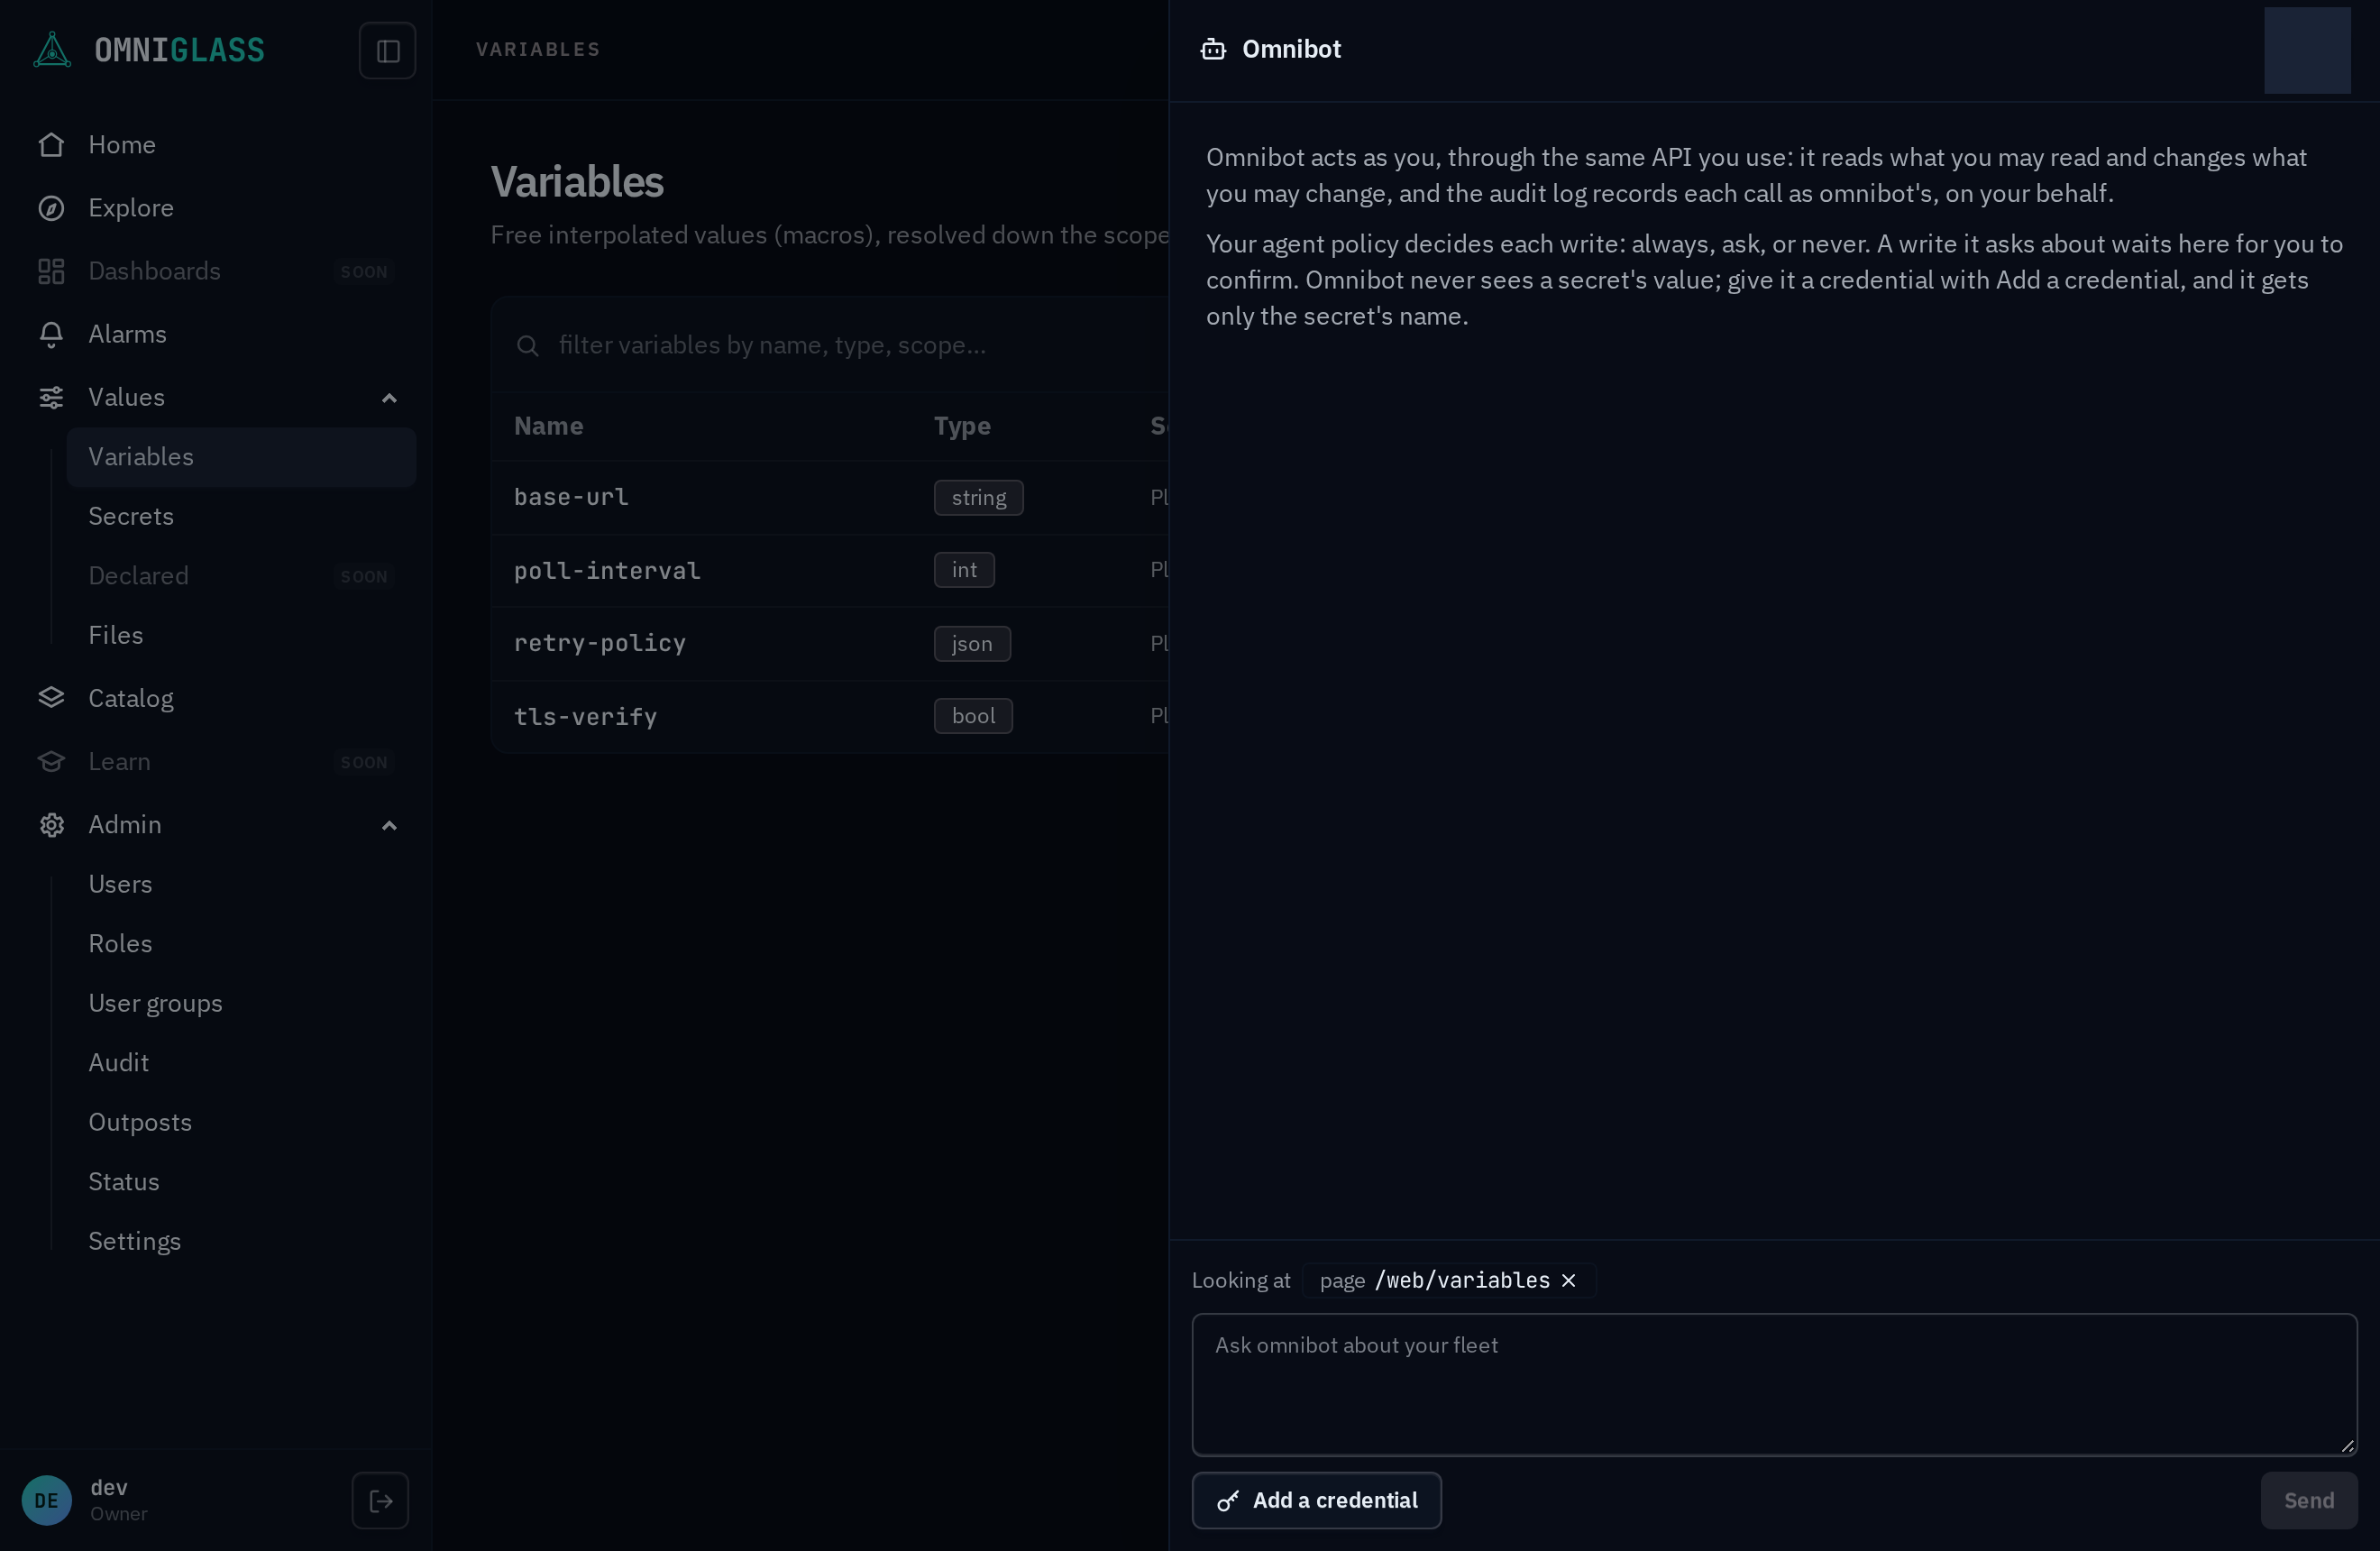 OMNIGLASS
Home
Explore
Dashboards SOON
Alarms
Values
Variables
Secrets
Declared SOON
Files
Catalog
Learn SOON
Admin
Users
Roles
User groups
Audit
Outposts
Status
Settings
DE
dev
Owner
VARIABLES
Variables
Free interpolated values (macros), resolved down the scope
filter variables by name, type, scope...
Name Type
base-url string
poll-interval int
retry-policy json
tls-verify bool
Omnibot
Omnibot acts as you, through the same API you use: it reads what you may read and changes what
you may change, and the audit log records each call as omnibot's, on your behalf.
Your agent policy decides each write: always, ask, or never. A write it asks about waits here for you to
confirm. Omnibot never sees a secret's value; give it a credential with Add a credential, and it gets
only the secret's name.
Looking at page /web/variables
Ask omnibot about your fleet
Add a credential
Send